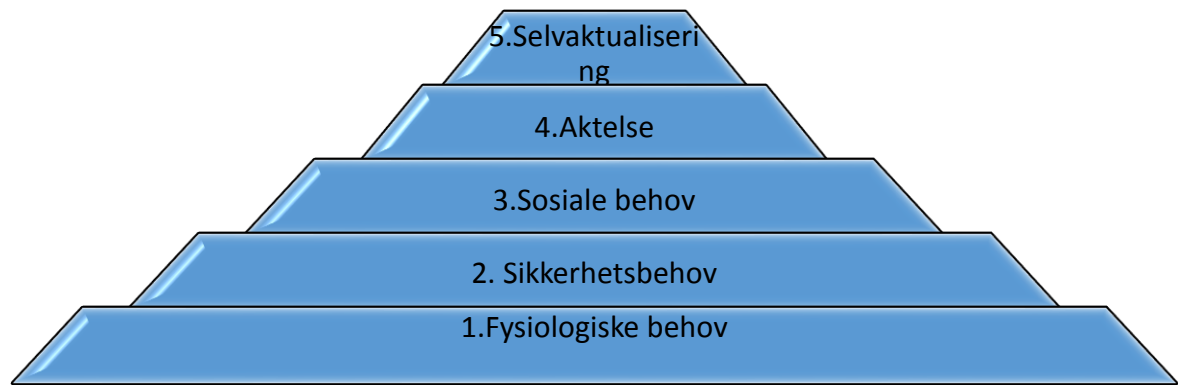 5.Selvaktualiseri
ng
4.Aktelse
3.Sosiale behov
2. Sikkerhetsbehov
1.Fysiologiske behov